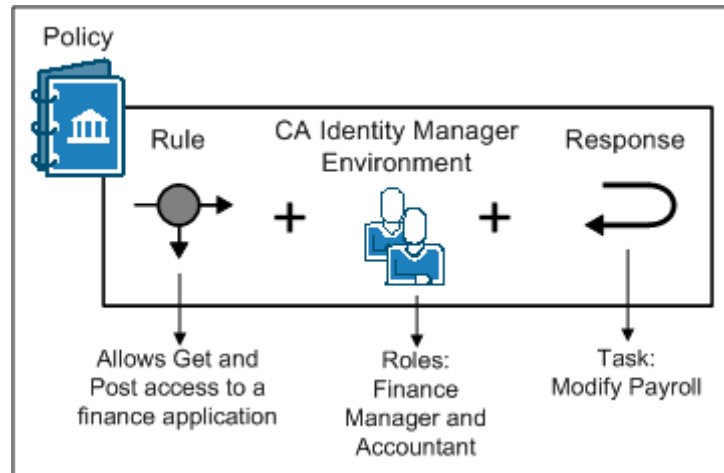 Policy
Rule
+
CA Identity Manager
Environment
+
Response
Allows Get and
Post access to a
finance application
Roles:
Finance
Manager and
Accountant
Task:
Modify Payroll